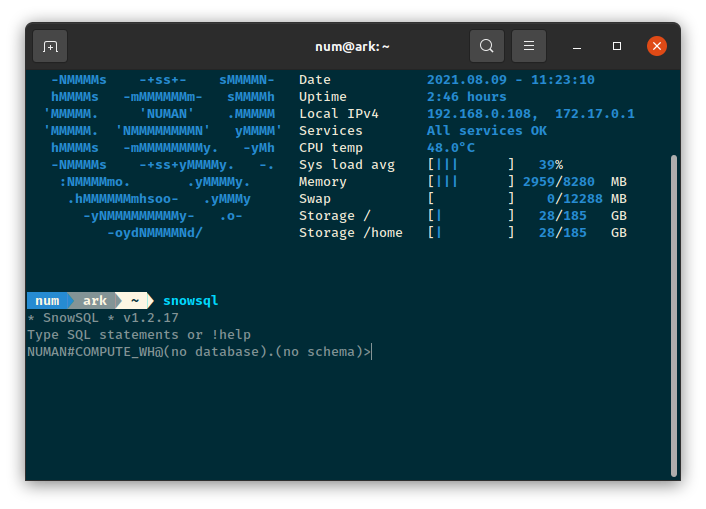 num@ark: ~
-NMMMMs    -+ss+-    sMMMMN-   Date            2021.08.09 - 11:23:10
hMMMMs   -mMMMMMMm-   sMMMMh   Uptime          2:46 hours
'MMMMM.     'NUMAN'    .MMMMM   Local IPv4      192.168.0.108,  172.17.0.1
'MMMMM.  'NMMMMMMMMMN'   yMMMM'  Services        All services OK
hMMMMs   -mMMMMMMMMy.   -yMh   CPU temp        48.0°C
-NMMMMs    -+ss+yMMMMy.   -.   Sys load avg    [|||      ]   39%
:NMMMMmo.       .yMMMMy.      Memory          [|||      ] 2959/8280  MB
.hMMMMMMmhsoo-   .yMMMy      Swap            [         ]    0/12288 MB
-yNMMMMMMMMMy-   .o-       Storage /       [|        ]   28/185   GB
-oydNMMMMNd/            Storage /home   [|        ]   28/185   GB
num ark ~ snowsql
* SnowSQL * v1.2.17
Type SQL statements or !help
NUMAN#COMPUTE_WH@(no database).(no schema)>